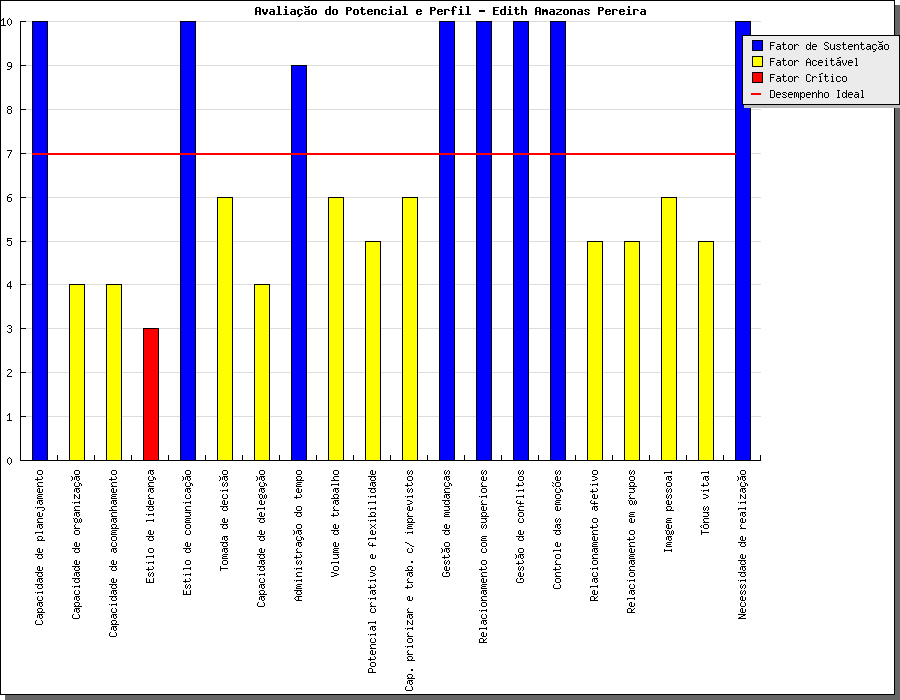 Avaliação do Potencial e Perfil - Edith Amazonas Pereira
10
9
8
7
6
5
4
3
2
1
0
Fator de Sustentação
Fator Aceitável
Fator Crítico
Desempenho Ideal
Capacidade de planejamento
Capacidade de organização
Capacidade de acompanhamento
Estilo de liderança
Estilo de comunicação
Tomada de decisão
Capacidade de delegação
Administração do tempo
Volume de trabalho
Potencial criativo e flexibilidade
Cap. priorizar e trab. c/ imprevistos
Gestão de mudanças
Relacionamento com superiores
Gestão de conflitos
Controle das emoções
Relacionamento afetivo
Relacionamento em grupos
Imagem pessoal
Tônus vital
Necessidade de realização